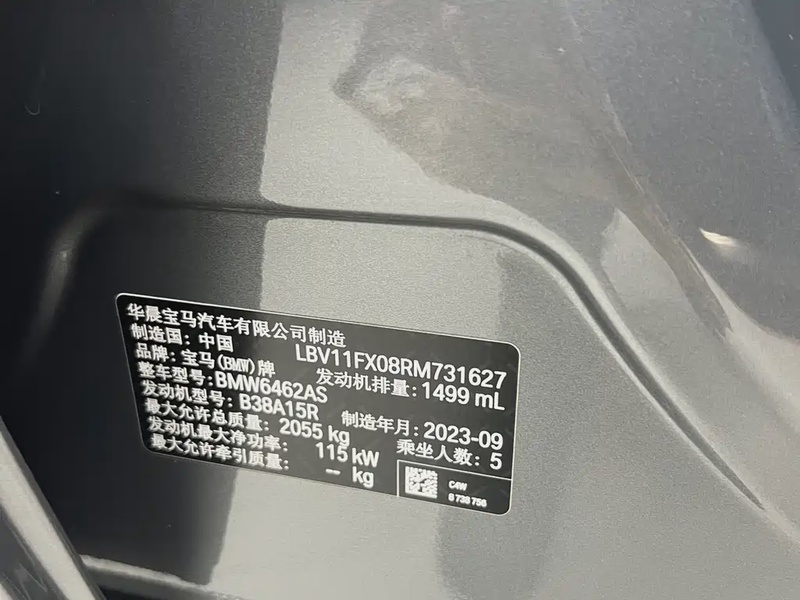 华晨宝马汽车有限公司制造
制造国: 中国 LBV11FX08RM731627
品牌: 宝马(BMW)牌 发动机排量: 1499 mL
整车型号: BMW6462AS
发动机型号: B38A15R 制造年月: 2023-09
最大允许总质量: 2055 kg 乘坐人数: 5
发动机最大净功率: 115 kW
最大允许牵引质量: -- kg
C4W
8 738 756